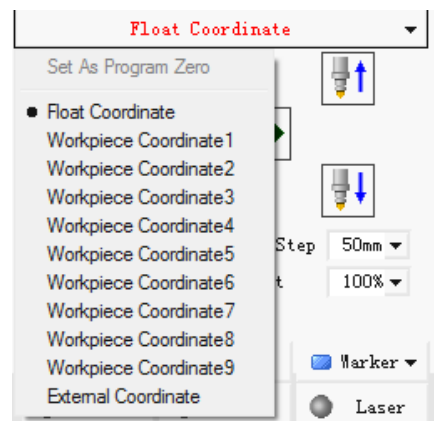 Float Coordinate
Set As Program Zero
Float Coordinate
Workpiece Coordinate1
Workpiece Coordinate2
Workpiece Coordinate3
Workpiece Coordinate4
Workpiece Coordinate5
Step 50mm
Workpiece Coordinate6
t 100%
Workpiece Coordinate7
Workpiece Coordinate8
Workpiece Coordinate9
Marker
External Coordinate
Laser